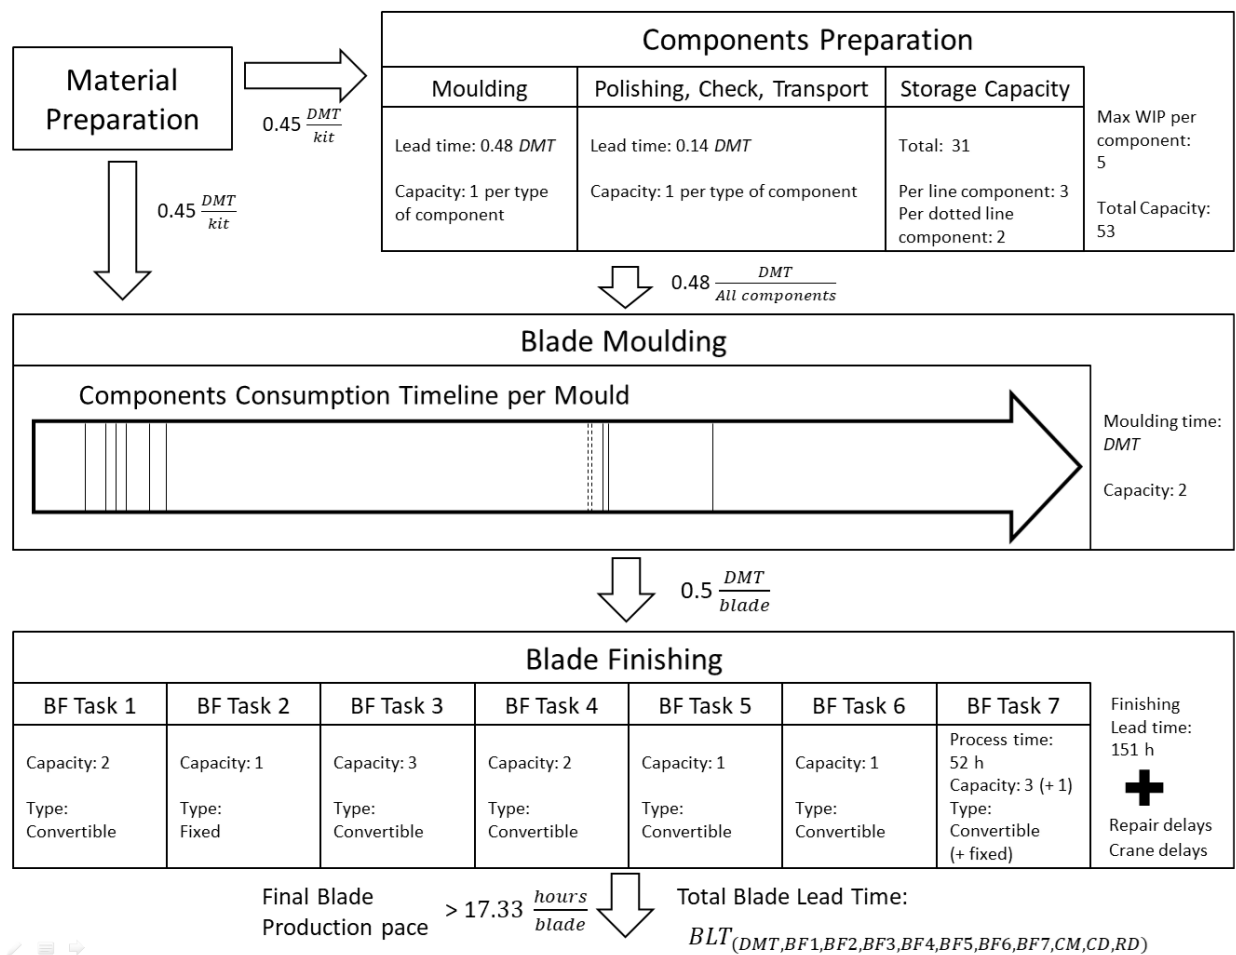 Material
Preparation
0.45 DMT/kit
0.45 DMT/kit
Components Preparation
Moulding
Lead time: 0.48 DMT
Capacity: 1 per type
of component
Polishing, Check, Transport
Lead time: 0.14 DMT
Capacity: 1 per type of component
Storage Capacity
Total: 31
Per line component: 3
Per dotted line
component: 2
Max WIP per
component:
5
Total Capacity:
53
0.48 DMT/All components
Blade Moulding
Components Consumption Timeline per Mould
Moulding time:
DMT
Capacity: 2
0.5 DMT/blade
Blade Finishing
BF Task 1
Capacity: 2
Type:
Convertible
BF Task 2
Capacity: 1
Type:
Fixed
BF Task 3
Capacity: 3
Type:
Convertible
BF Task 4
Capacity: 2
Type:
Convertible
BF Task 5
Capacity: 1
Type:
Convertible
BF Task 6
Capacity: 1
Type:
Convertible
BF Task 7
Process time:
52 h
Capacity: 3 (+ 1)
Type:
Convertible
(+ fixed)
Finishing
Lead time:
151 h
Repair delays
Crane delays
Final Blade
Production pace
> 17.33 hours/blade
Total Blade Lead Time:
BLT(DMT,BF1,BF2,BF3,BF4,BF5,BF6,BF7,CM,CD,RD)